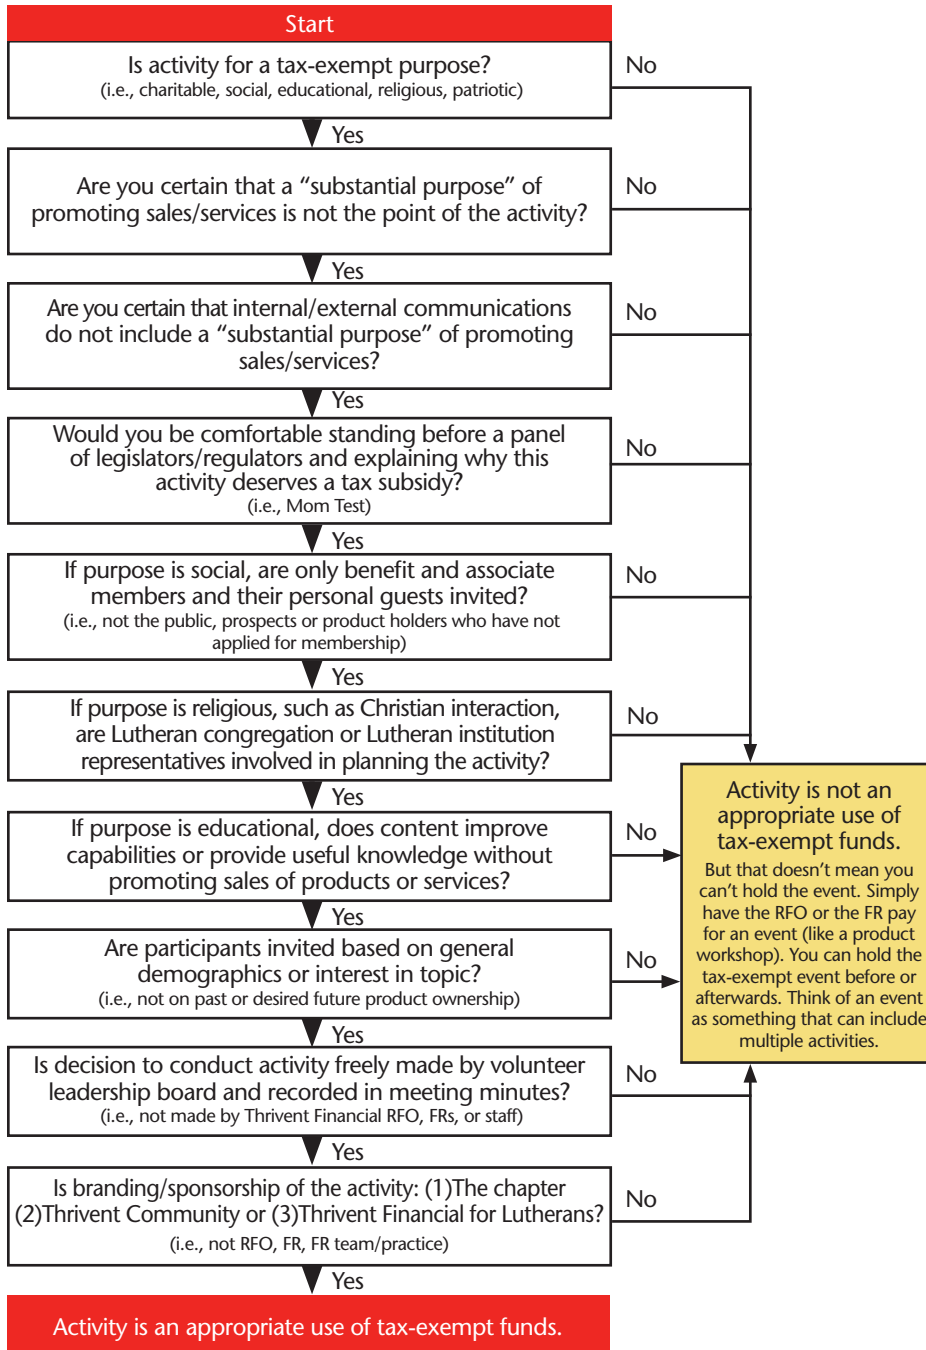 Start
Is activity for a tax-exempt purpose?
(i.e., charitable, social, educational, religious, patriotic)
No
Yes
Are you certain that a “substantial purpose” of
promoting sales/services is not the point of the activity?
No
Yes
Are you certain that internal/external communications
do not include a “substantial purpose” of promoting
sales/services?
No
Yes
Would you be comfortable standing before a panel
of legislators/regulators and explaining why this
activity deserves a tax subsidy?
(i.e., Mom Test)
No
Yes
If purpose is social, are only benefit and associate
members and their personal guests invited?
(i.e., not the public, prospects or product holders who have not
applied for membership)
No
Yes
If purpose is religious, such as Christian interaction,
are Lutheran congregation or Lutheran institution
representatives involved in planning the activity?
No
Yes
If purpose is educational, does content improve
capabilities or provide useful knowledge without
promoting sales of products or services?
No
Yes
Are participants invited based on general
demographics or interest in topic?
(i.e., not on past or desired future product ownership)
No
Yes
Is decision to conduct activity freely made by volunteer
leadership board and recorded in meeting minutes?
(i.e., not made by Thrivent Financial RFO, FRs, or staff)
No
Yes
Is branding/sponsorship of the activity: (1)The chapter
(2)Thrivent Community or (3)Thrivent Financial for Lutherans?
(i.e., not RFO, FR, FR team/practice)
No
Yes
Activity is an appropriate use of tax-exempt funds.
Activity is not an
appropriate use of
tax-exempt funds.
But that doesn’t mean you
can’t hold the event. Simply
have the RFO or the FR pay
for an event (like a product
workshop). You can hold the
tax-exempt event before or
afterwards. Think of an event
as something that can include
multiple activities.